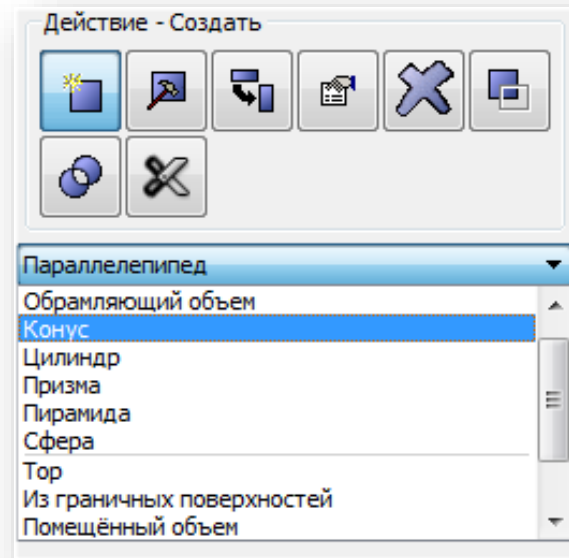 Действие - Создать
Параллелепипед
Обрамляющий объем
Конус
Цилиндр
Призма
Пирамида
Сфера
Тор
Из граничных поверхностей
Помещённый объем